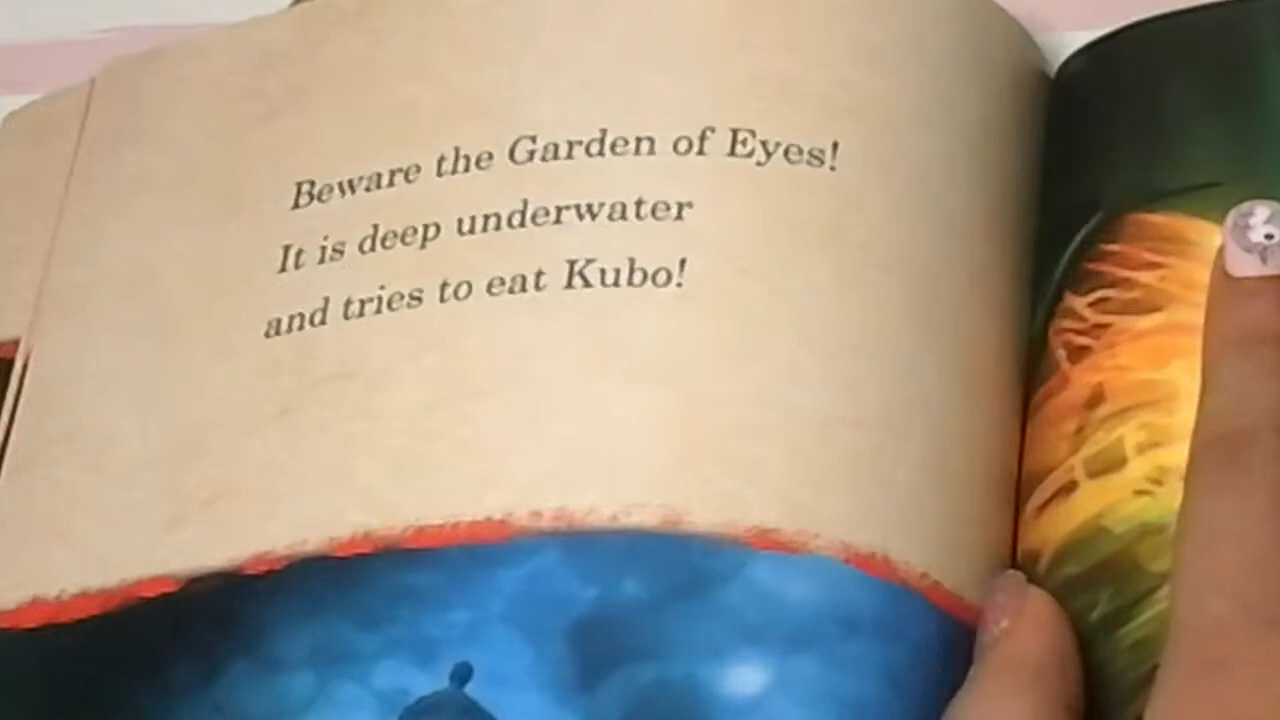 Beware the Garden of Eyes!
It is deep underwater
and tries to eat Kubo!